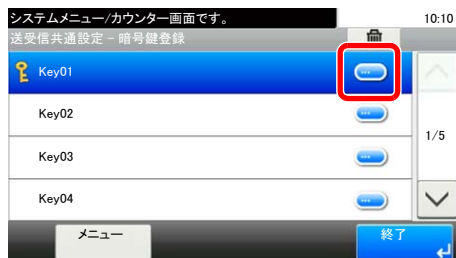 システムメニュー/カウンター画面です。
10:10
送受信共通設定 - 暗号鍵登録
Key01
Key02
Key03
Key04
1/5
メニュー
終了